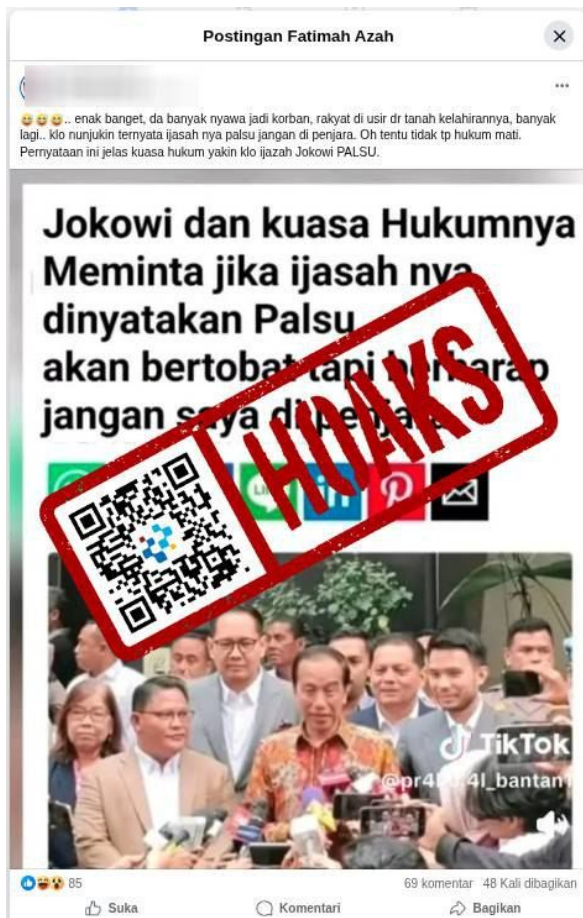 Postingan Fatimah Azah
😅😅😅.. enak banget, da banyak nyawa jadi korban, rakyat di usir dr tanah kelahirannya, banyak
lagi.. klo nunjukin ternyata ijasah nya palsu jangan di penjara. Oh tentu tidak tp hukum mati.
Pernyataan ini jelas kuasa hukum yakin klo ijazah Jokowi PALSU.
Jokowi dan kuasa Hukumnya
Meminta jika ijasah nya
dinyatakan Palsu
akan bertobat tapi berharap
jangan saya di penjara
HOAKS
TikTok
85
69 komentar 48 Kali dibagikan
Suka
Komentari
Bagikan